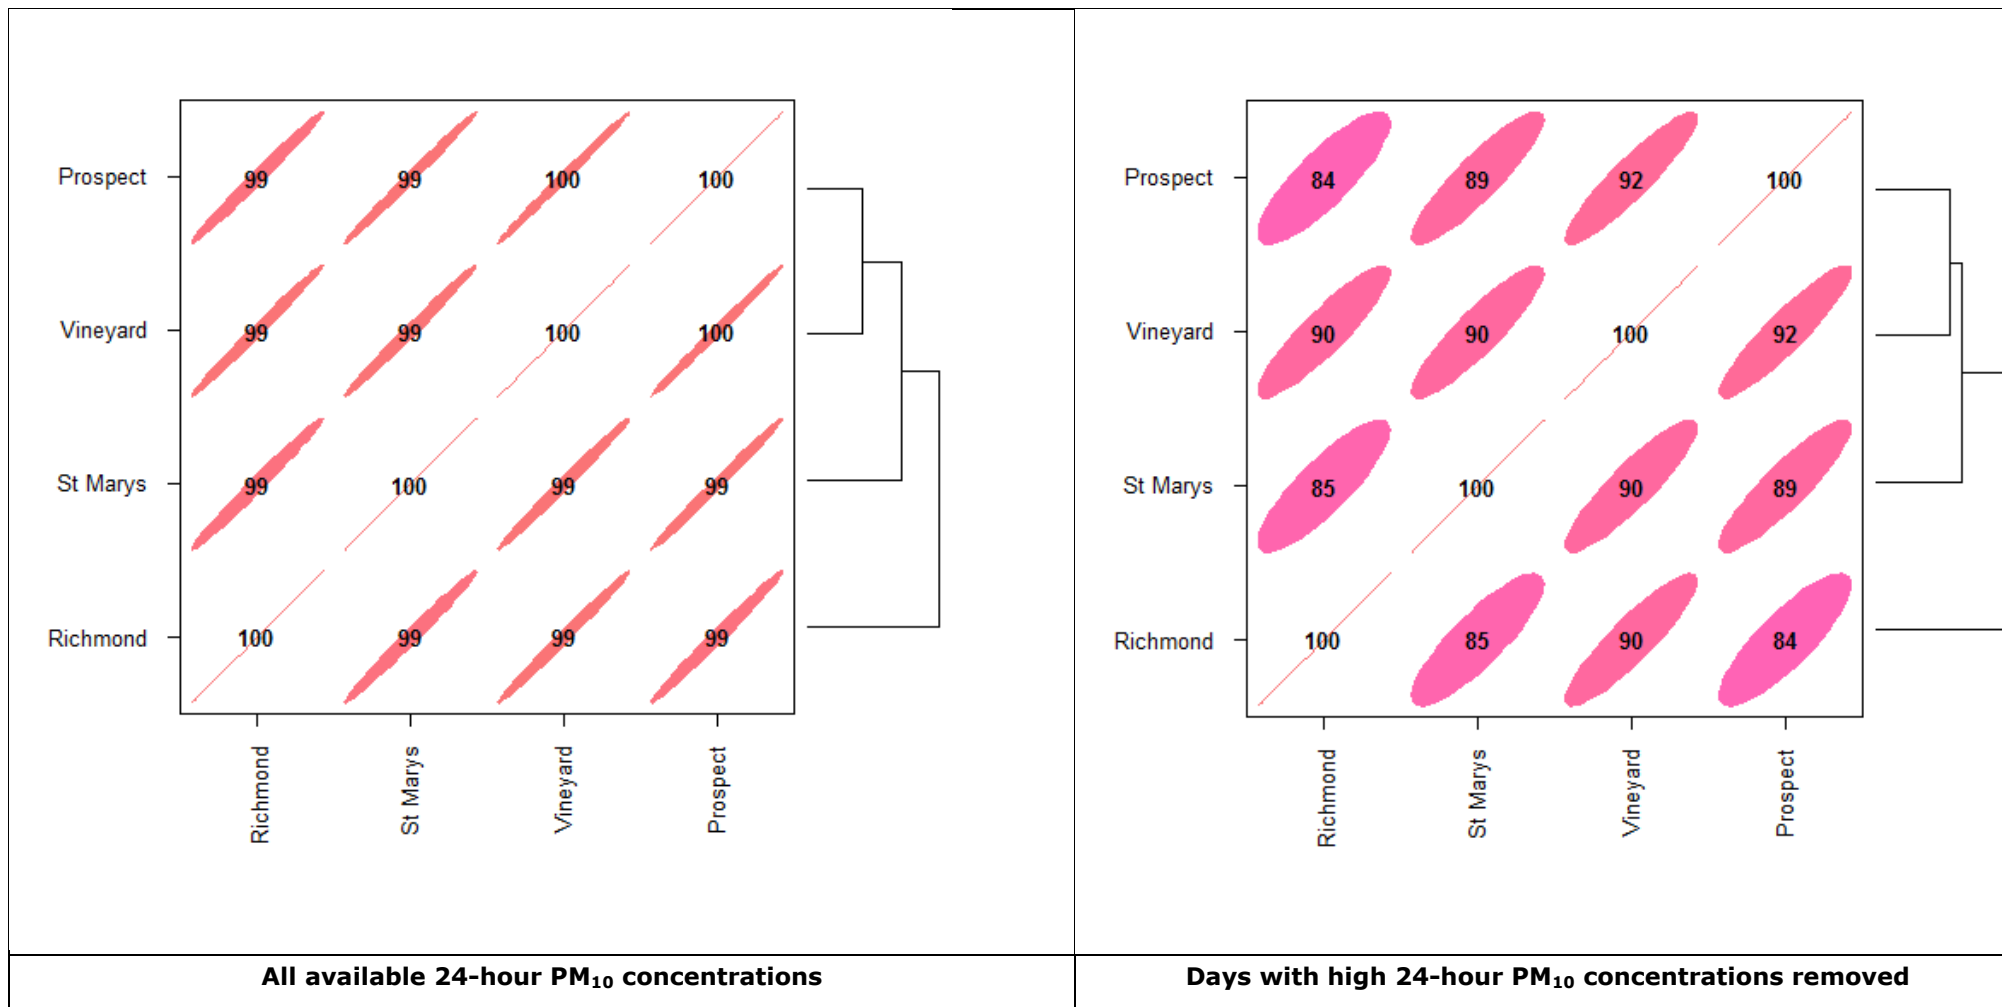 Prospect 99 99 100 100
Vineyard 99 99 100 100
St Marys 99 100 99 99
Richmond 100 99 99 99
Richmond St Marys Vineyard Prospect
All available 24-hour PM₁₀ concentrations
Prospect 84 89 92 100
Vineyard 90 90 100 92
St Marys 85 100 90 89
Richmond 100 85 90 84
Richmond St Marys Vineyard Prospect
Days with high 24-hour PM₁₀ concentrations removed